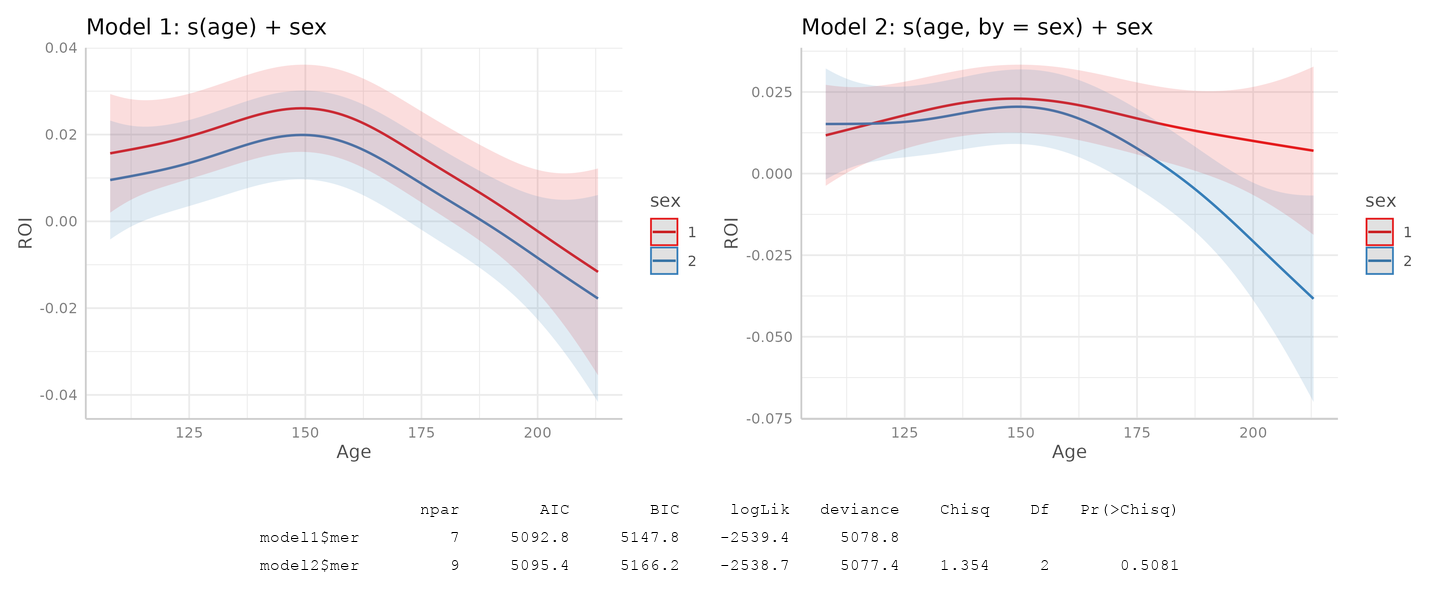 Model 1: s(age) + sex
0.04
0.02
0.00
-0.02
-0.04
ROI
125 150 175 200
Age
sex
1
2
Model 2: s(age, by = sex) + sex
0.025
0.000
-0.025
-0.050
-0.075
ROI
125 150 175 200
Age
sex
1
2
npar AIC BIC logLik deviance Chisq Df Pr(>Chisq)
model1$mer 7 5092.8 5147.8 -2539.4 5078.8
model2$mer 9 5095.4 5166.2 -2538.7 5077.4 1.354 2 0.5081